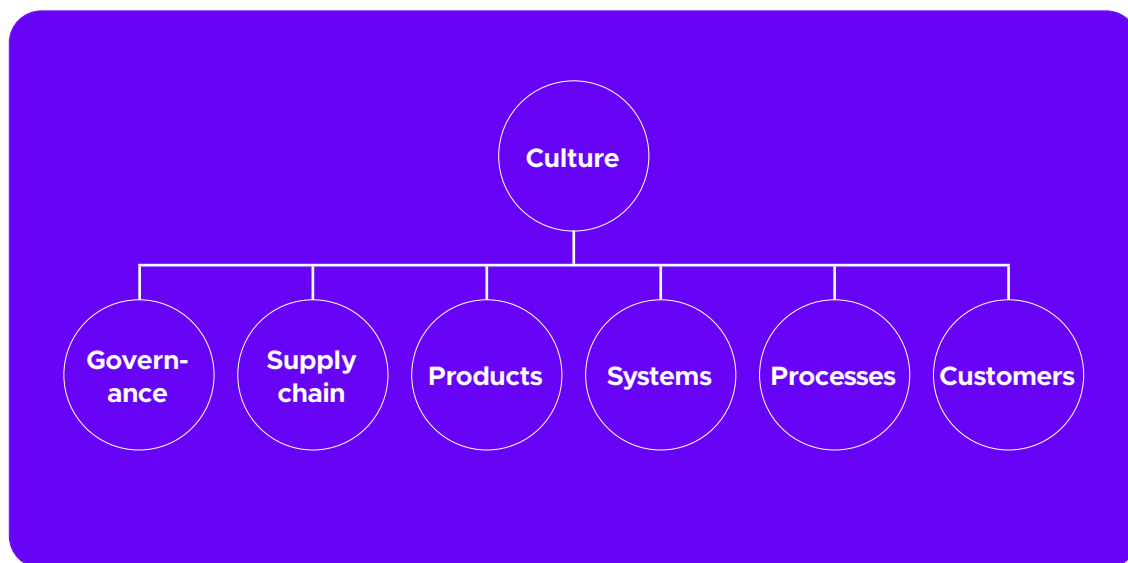 Culture
Govern-
ance
Supply
chain
Products
Systems
Processes
Customers